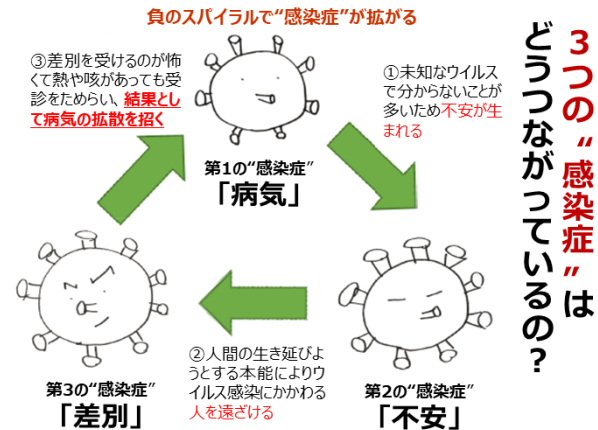 負のスパイラルで“感染症”が拡がる
3つの“感染症”は
どうつながっているの?
①未知なウイルス
で分からないことが
多いため不安が生
まれる
③差別を受けるのが怖
くて熱や咳があっても受
診をためらい、結果とし
て病気の拡散を招く
第1の“感染症”
「病気」
②人間の生き延びよ
うとする本能によりウ
イルス感染にかかわる
人を遠ざける
第3の“感染症”
「差別」
第2の“感染症”
「不安」